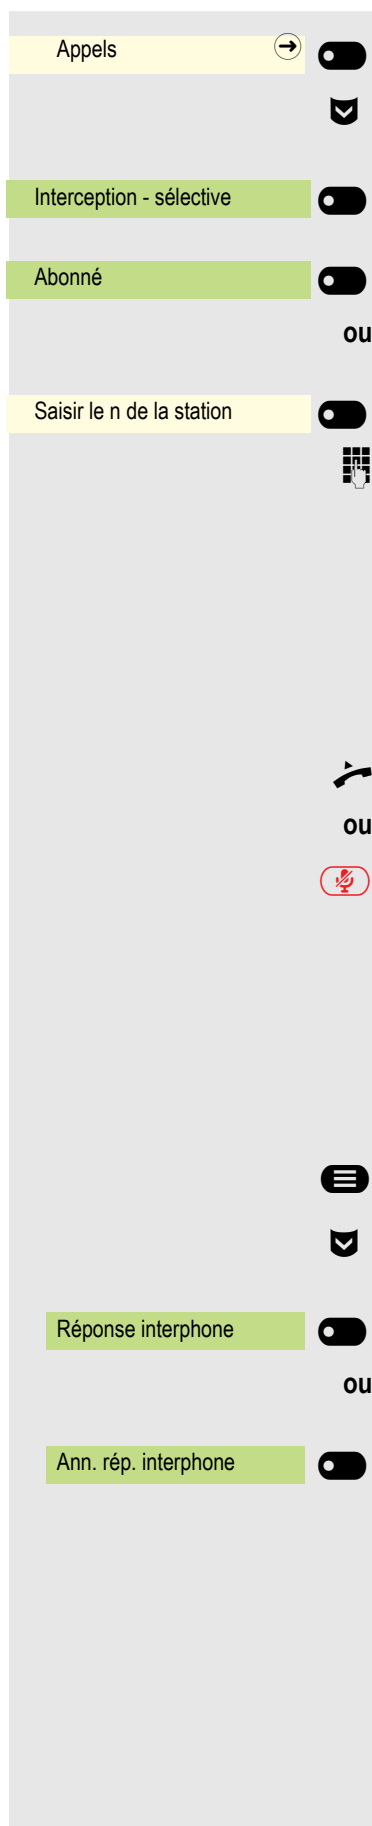 Appels
Interception - sélective
Abonné
ou
Saisir le n de la station
ou
Réponse interphone
ou
Ann. rép. interphone